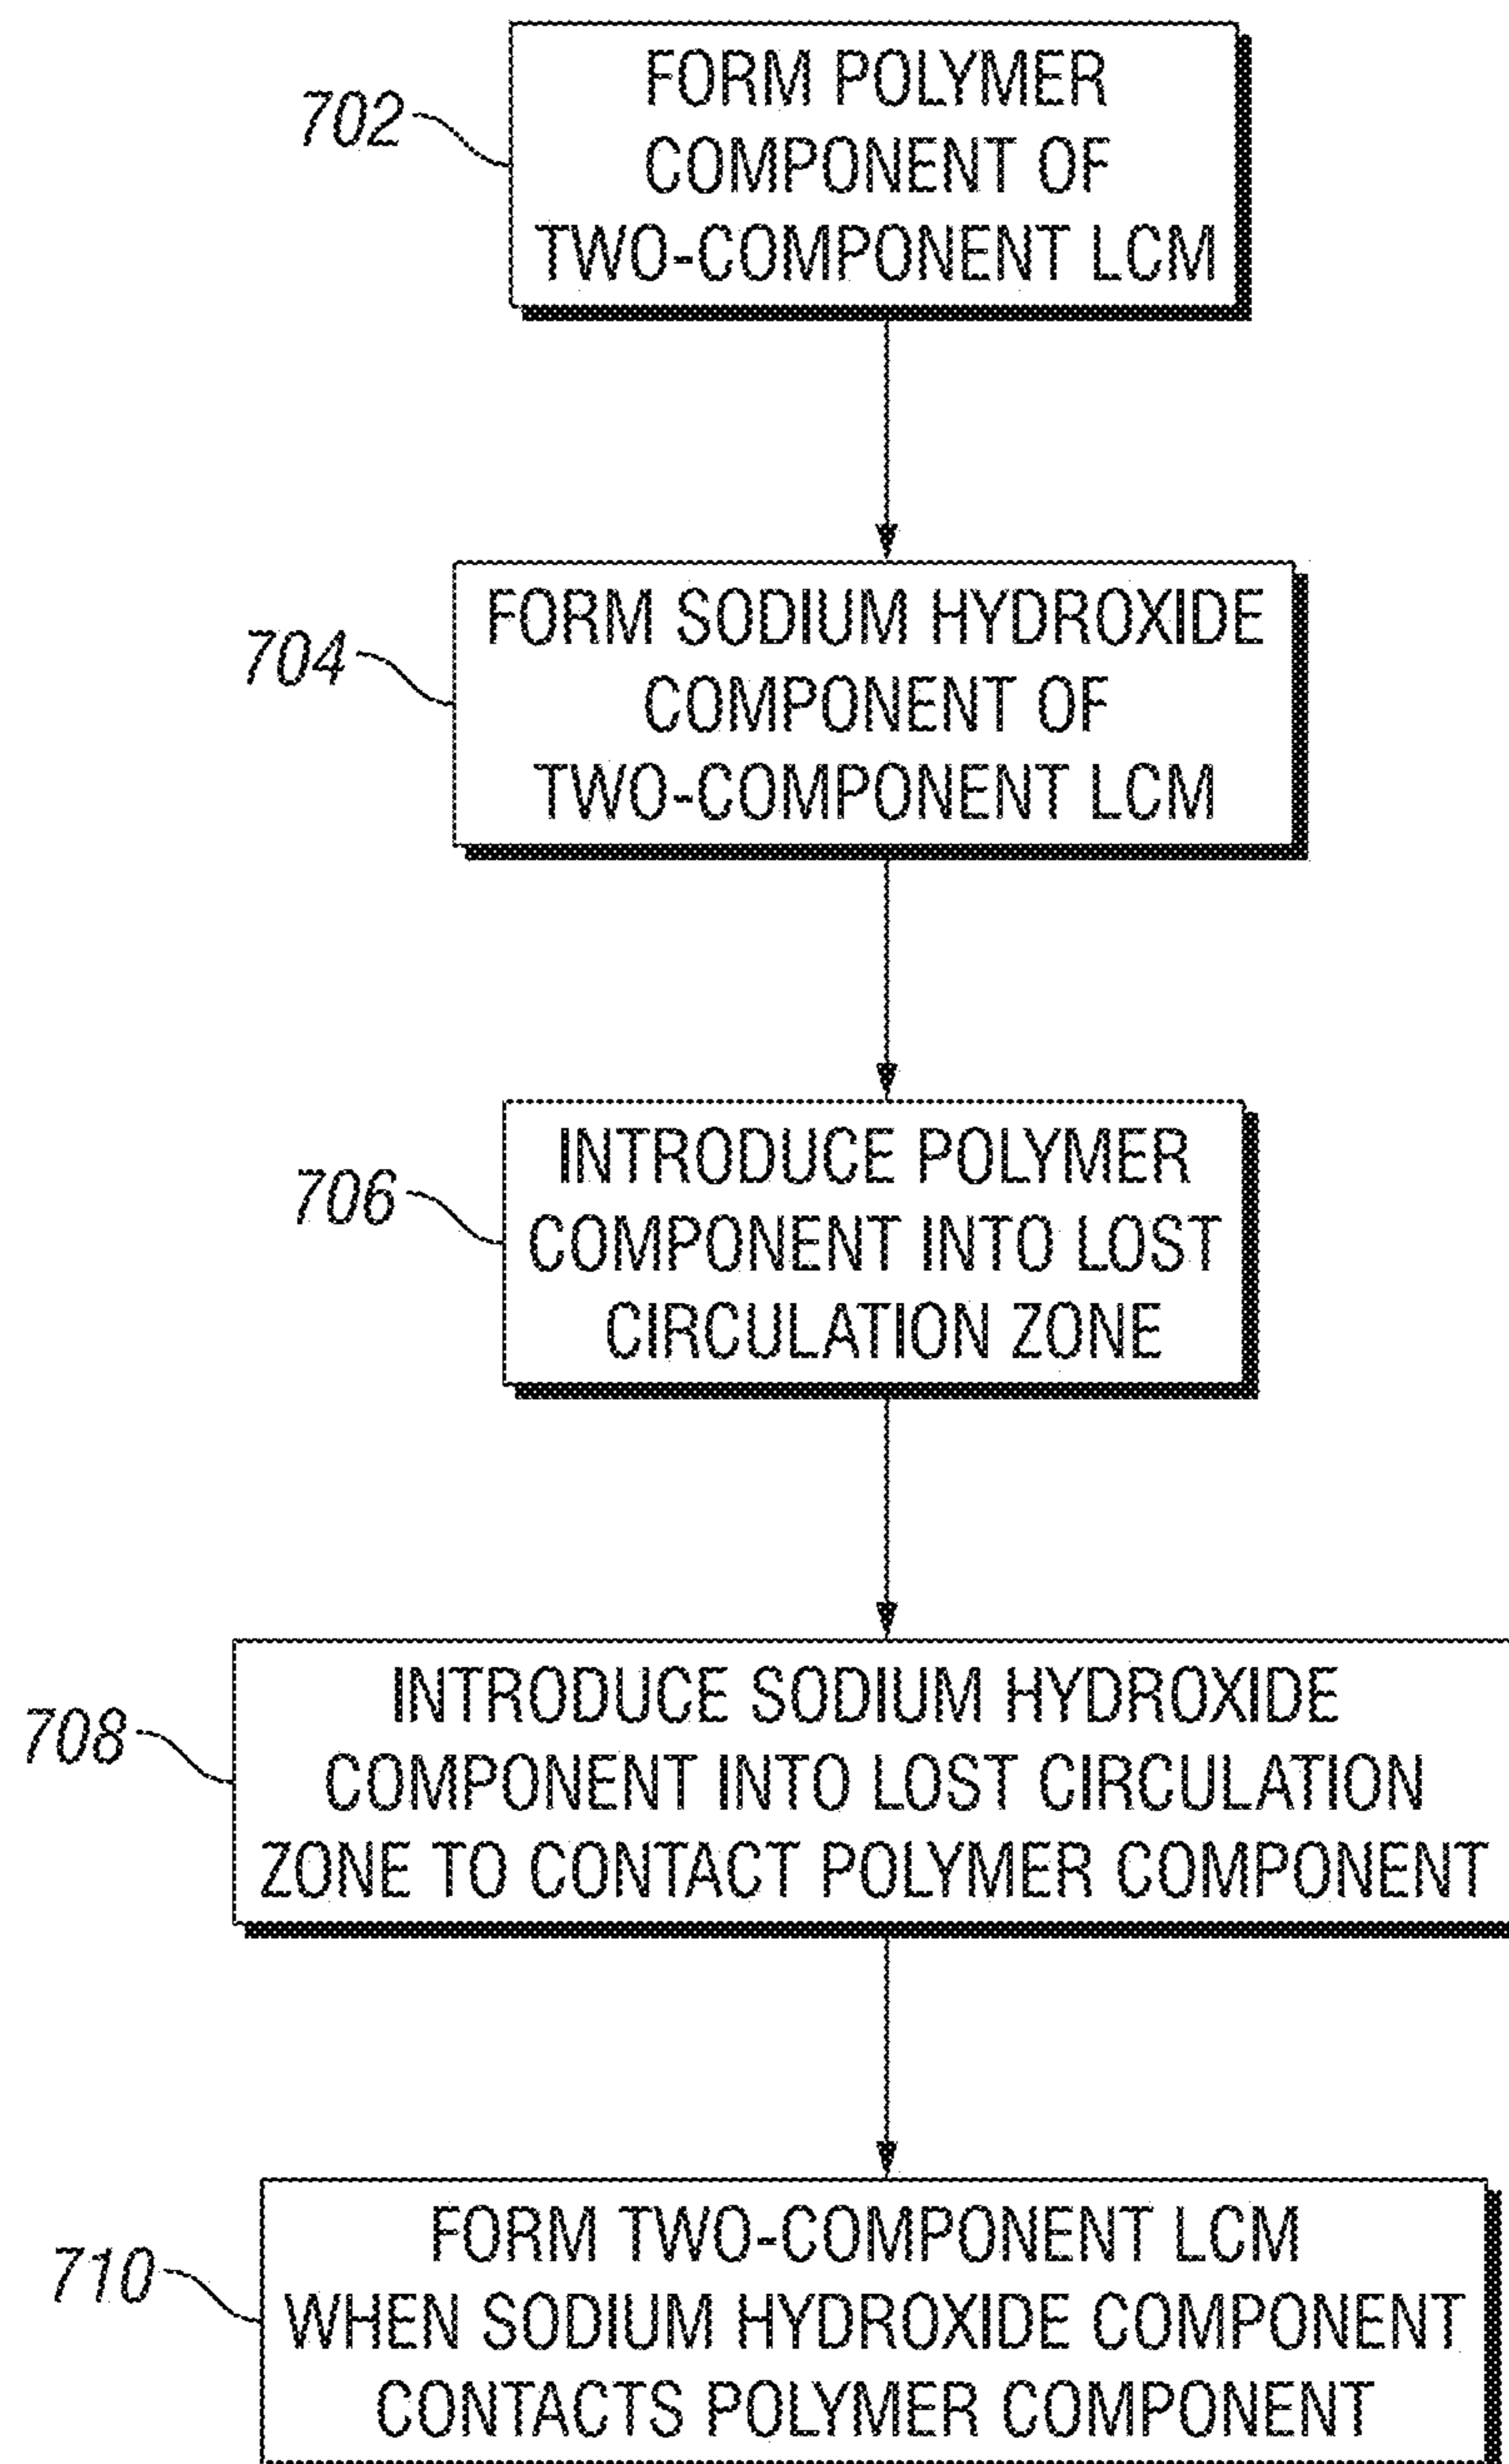 702
FORM POLYMER
COMPONENT OF
TWO-COMPONENT LCM
704
FORM SODIUM HYDROXIDE
COMPONENT OF
TWO-COMPONENT LCM
706
INTRODUCE POLYMER
COMPONENT INTO LOST
CIRCULATION ZONE
708
INTRODUCE SODIUM HYDROXIDE
COMPONENT INTO LOST CIRCULATION
ZONE TO CONTACT POLYMER COMPONENT
710
FORM TWO-COMPONENT LCM
WHEN SODIUM HYDROXIDE COMPONENT
CONTACTS POLYMER COMPONENT